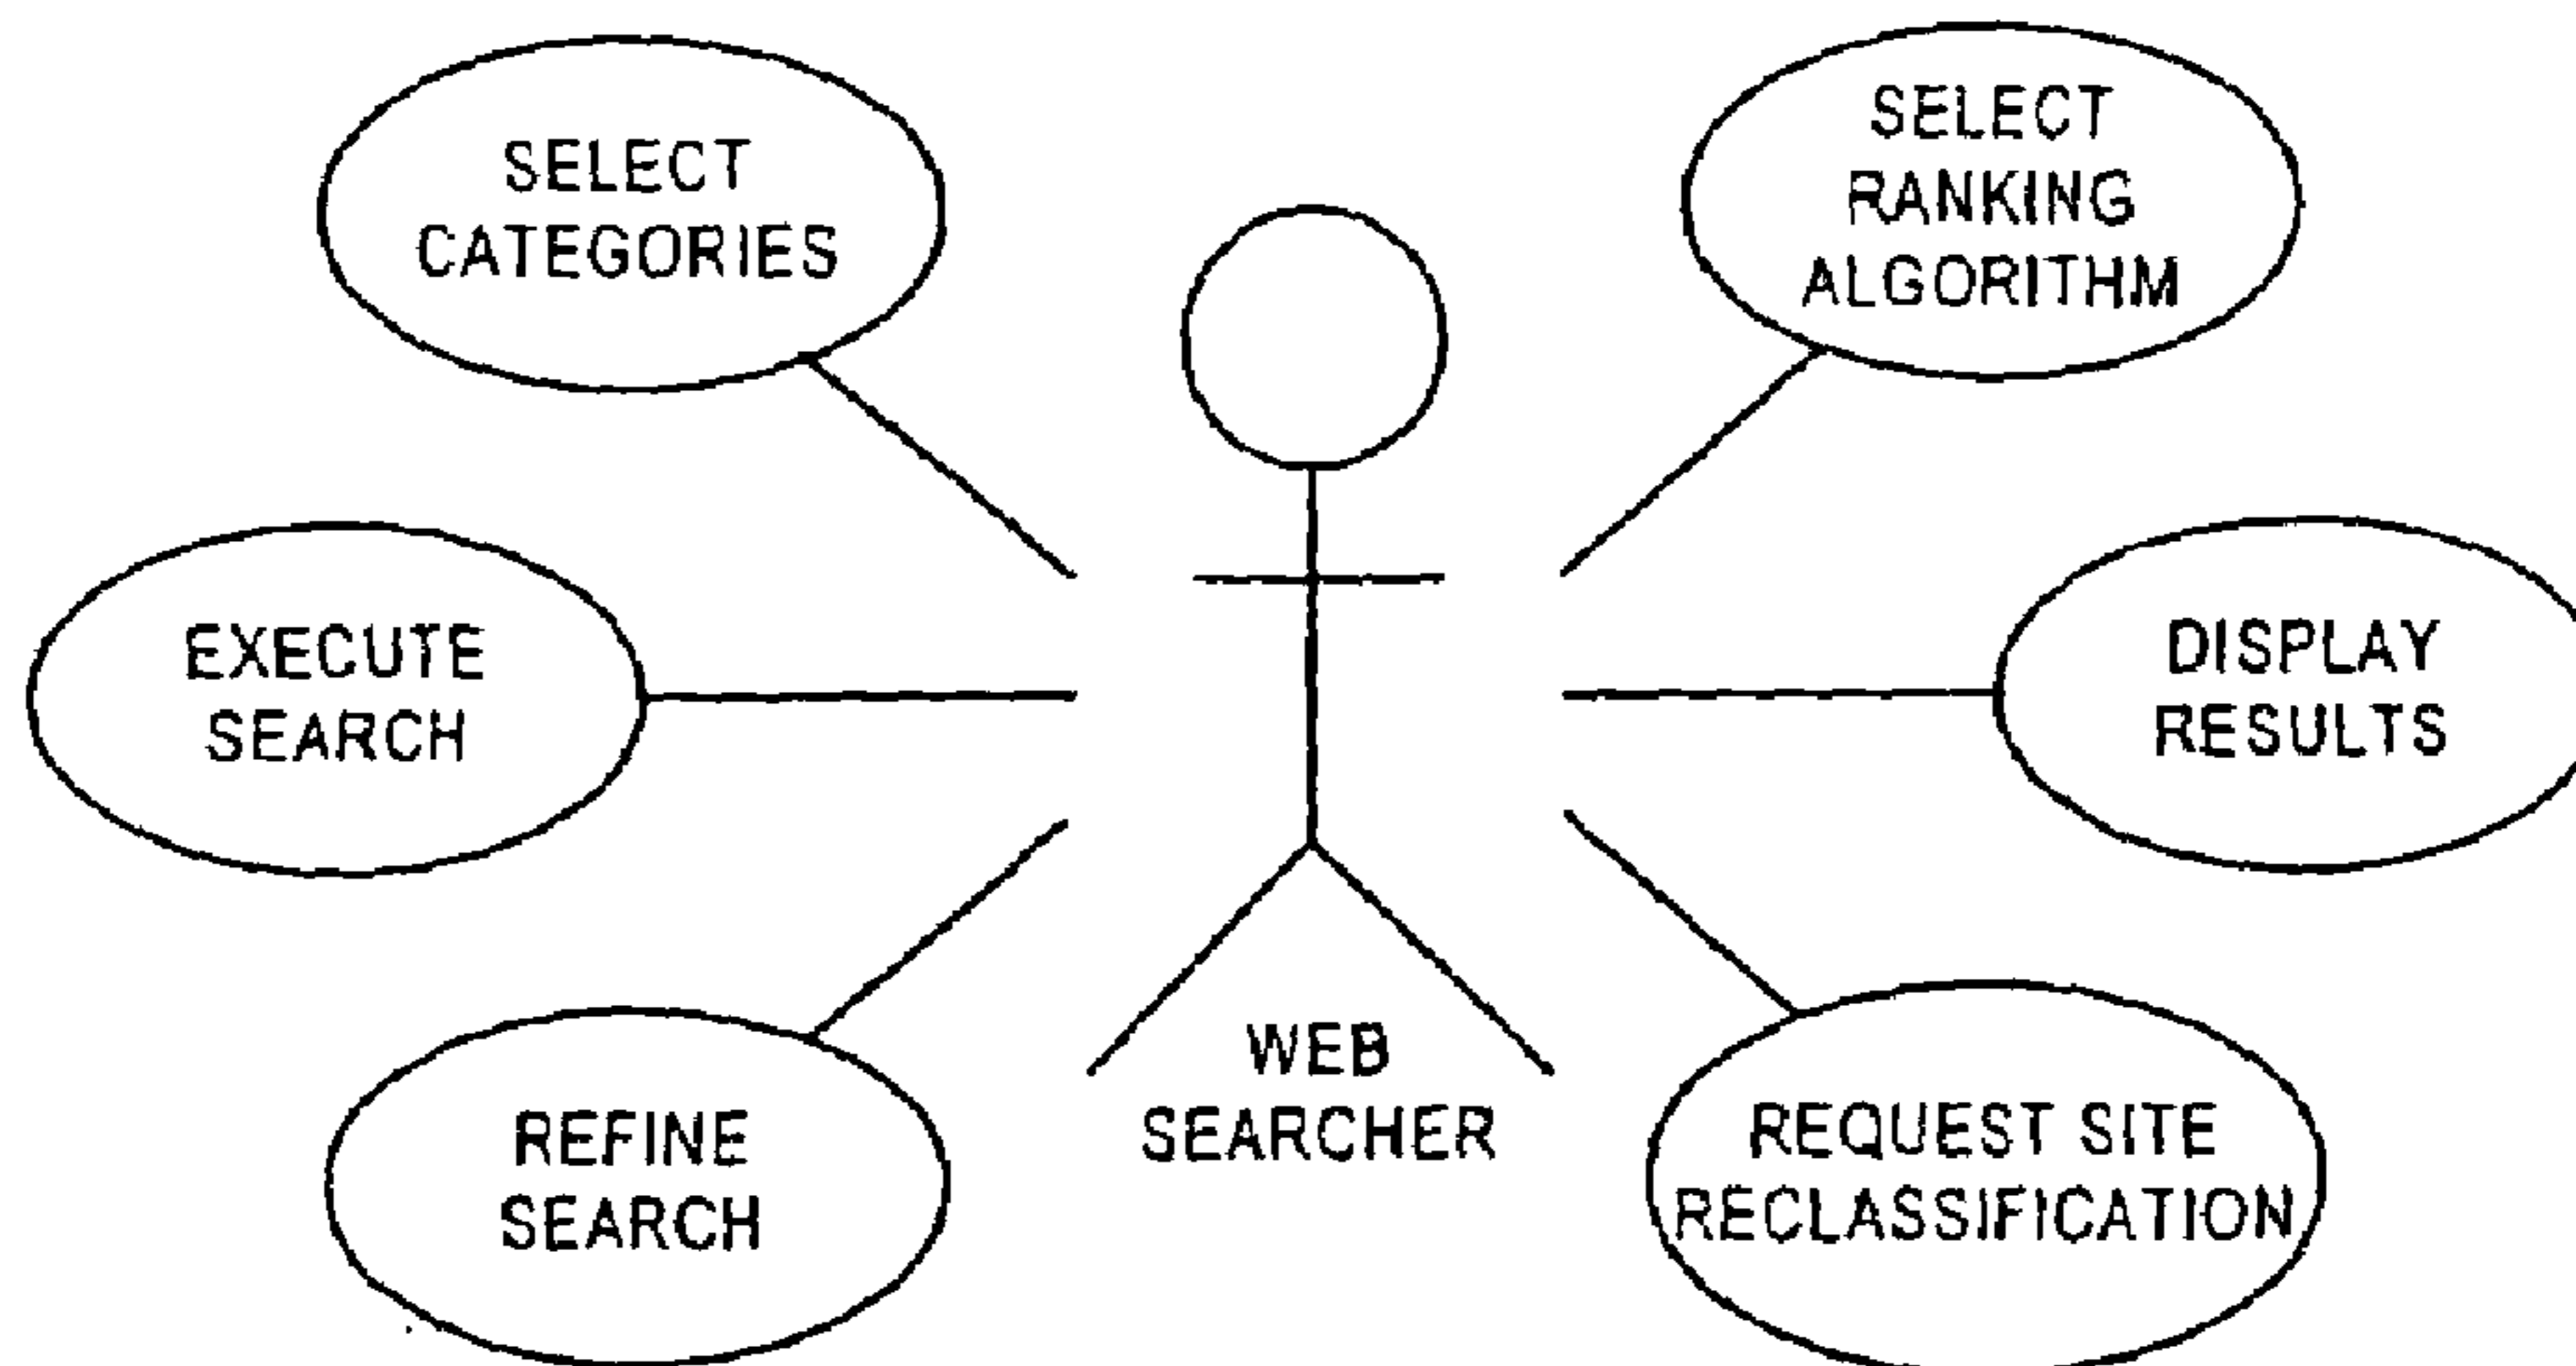 SELECT
CATEGORIES
SELECT
RANKING
ALGORITHM
EXECUTE
SEARCH
DISPLAY
RESULTS
REFINE
SEARCH
WEB
SEARCHER
REQUEST SITE
RECLASSIFICATION